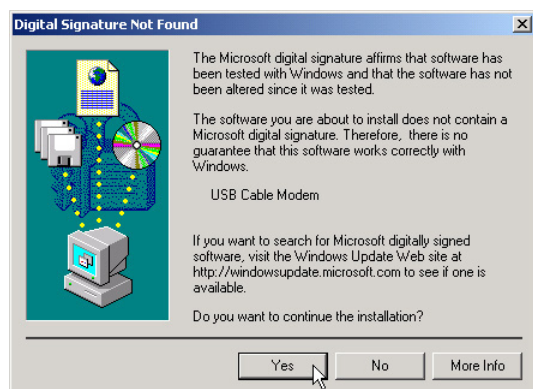 Digital Signature Not Found
The Microsoft digital signature affirms that software has
been tested with Windows and that the software has not
been altered since it was tested.
The software you are about to install does not contain a
Microsoft digital signature. Therefore, there is no
guarantee that this software works correctly with
Windows.
USB Cable Modem
If you want to search for Microsoft digitally signed
software, visit the Windows Update Web site at
http://windowsupdate.microsoft.com to see if one is
available.
Do you want to continue the installation?
Yes No More Info